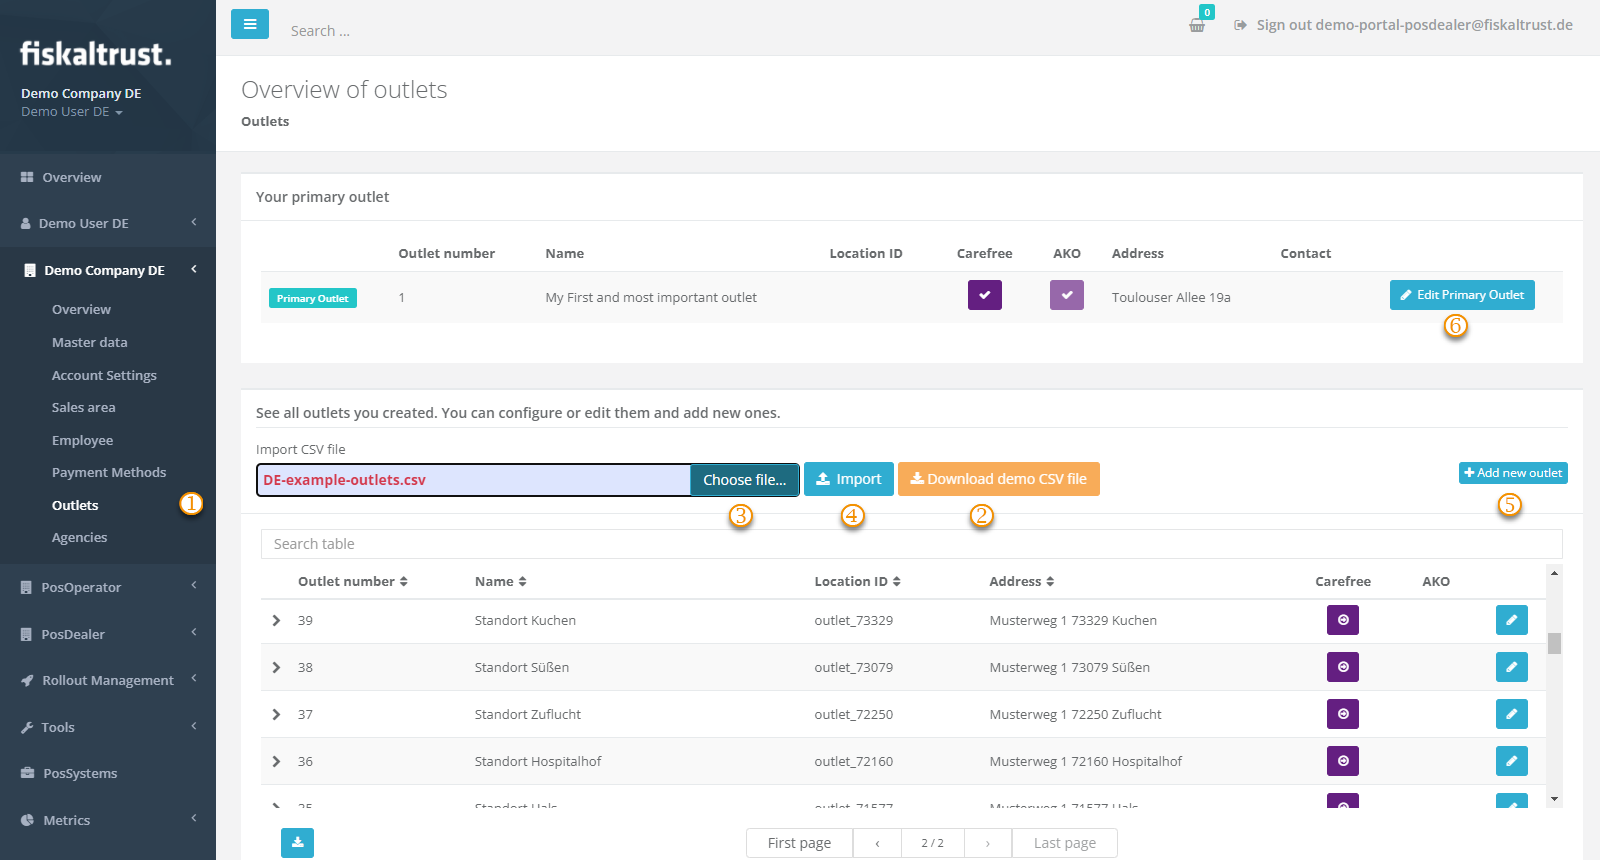 fiskaltrust.
Demo Company DE
Demo User DE
Overview
Demo User DE
Demo Company DE
Overview
Master data
Account Settings
Sales area
Employee
Payment Methods
Outlets
1
Agencies
PosOperator
PosDealer
Rollout Management
Tools
PosSystems
Metrics
Search ...
0
Sign out demo-portal-posdealer@fiskaltrust.de
Overview of outlets
Outlets
Your primary outlet
Outlet number Name Location ID Carefree AKO Address Contact
Primary Outlet 1 My First and most important outlet Toulouser Allee 19a Edit Primary Outlet
6
See all outlets you created. You can configure or edit them and add new ones.
Import CSV file
DE-example-outlets.csv Choose file... Import Download demo CSV file + Add new outlet
3 4 2 5
Search table
Outlet number Name Location ID Address Carefree AKO
39 Standort Kuchen outlet_73329 Musterweg 1 73329 Kuchen
38 Standort Süßen outlet_73079 Musterweg 1 73079 Süßen
37 Standort Zuflucht outlet_72250 Musterweg 1 72250 Zuflucht
36 Standort Hospitalhof outlet_72160 Musterweg 1 72160 Hospitalhof
35 Standort Hals outlet_71577 Musterweg 1 71577 Hals
First page ‹ 2 / 2 › Last page